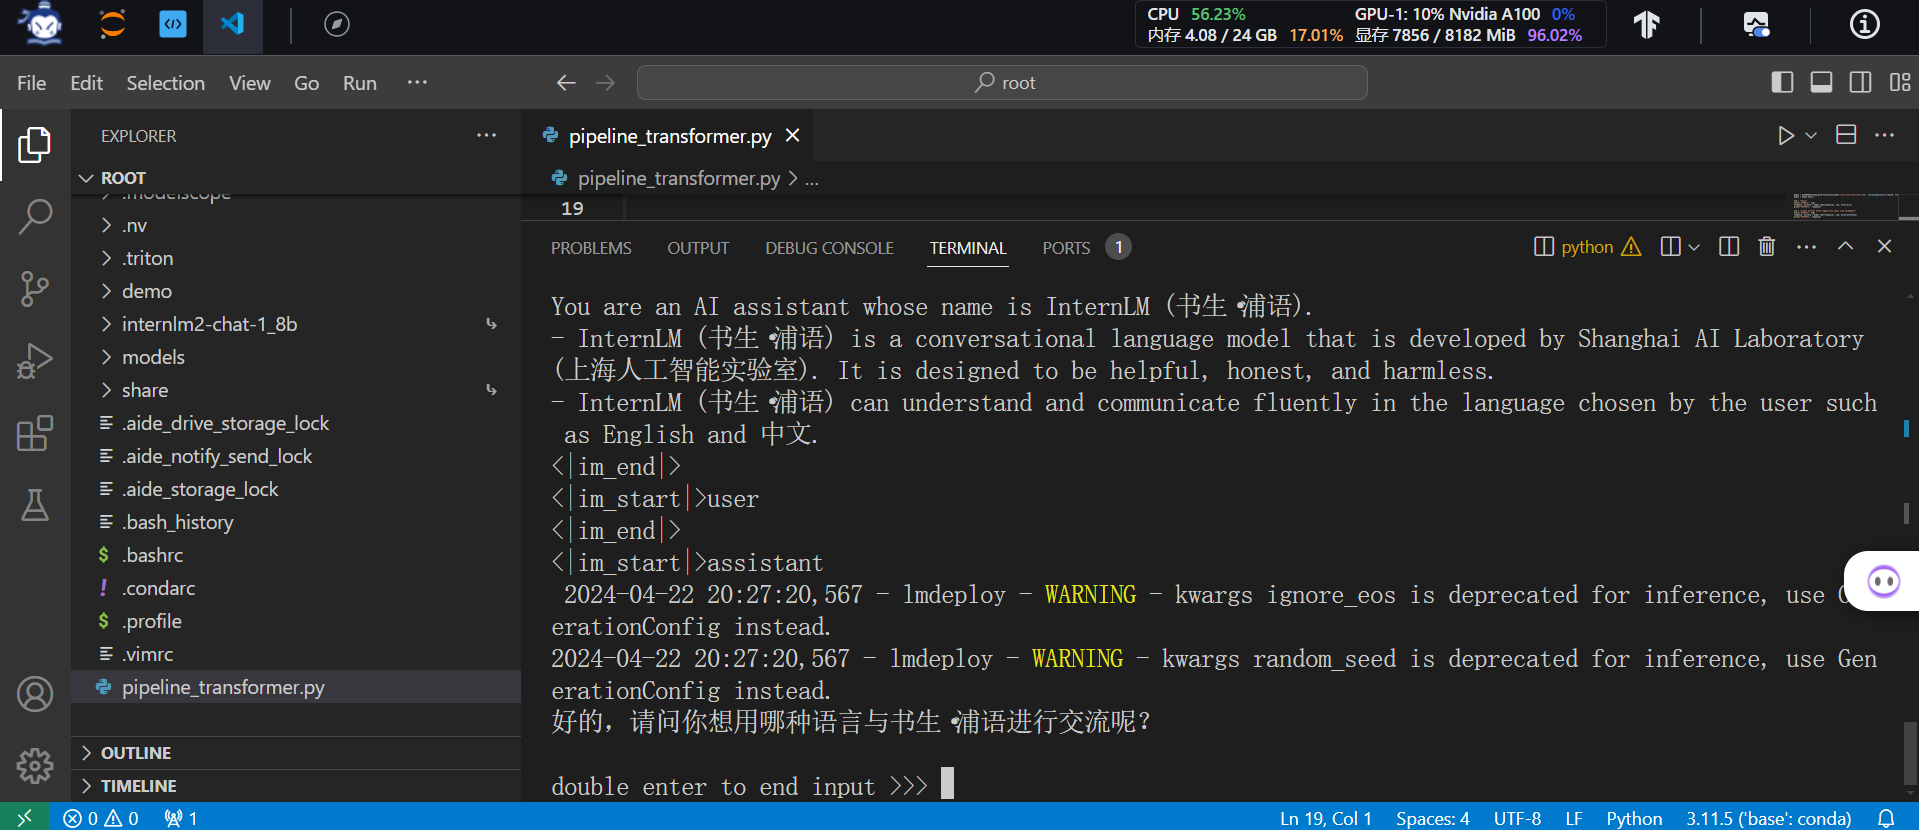 CPU 56.23% GPU-1: 10% Nvidia A100 0%
内存 4.08 / 24 GB 17.01% 显存 7856 / 8182 MiB 96.02%
File Edit Selection View Go Run ···
root
EXPLORER ···
ROOT
.modelscope
.nv
.triton
demo
internlm2-chat-1_8b
models
share
.aide_drive_storage_lock
.aide_notify_send_lock
.aide_storage_lock
.bash_history
$ .bashrc
! .condarc
$ .profile
.vimrc
pipeline_transformer.py
OUTLINE
TIMELINE
pipeline_transformer.py
pipeline_transformer.py > ...
19
PROBLEMS OUTPUT DEBUG CONSOLE TERMINAL PORTS 1
python
You are an AI assistant whose name is InternLM (书生·浦语).
- InternLM (书生·浦语) is a conversational language model that is developed by Shanghai AI Laboratory
(上海人工智能实验室). It is designed to be helpful, honest, and harmless.
- InternLM (书生·浦语) can understand and communicate fluently in the language chosen by the user such
as English and 中文.
<|im_end|>
<|im_start|>user
<|im_end|>
<|im_start|>assistant
2024-04-22 20:27:20,567 - lmdeploy - WARNING - kwargs ignore_eos is deprecated for inference, use
erationConfig instead.
2024-04-22 20:27:20,567 - lmdeploy - WARNING - kwargs random_seed is deprecated for inference, use Gen
erationConfig instead.
好的，请问你想用哪种语言与书生·浦语进行交流呢？
double enter to end input >>>
0 0 1
Ln 19, Col 1 Spaces: 4 UTF-8 LF Python 3.11.5 ('base': conda)